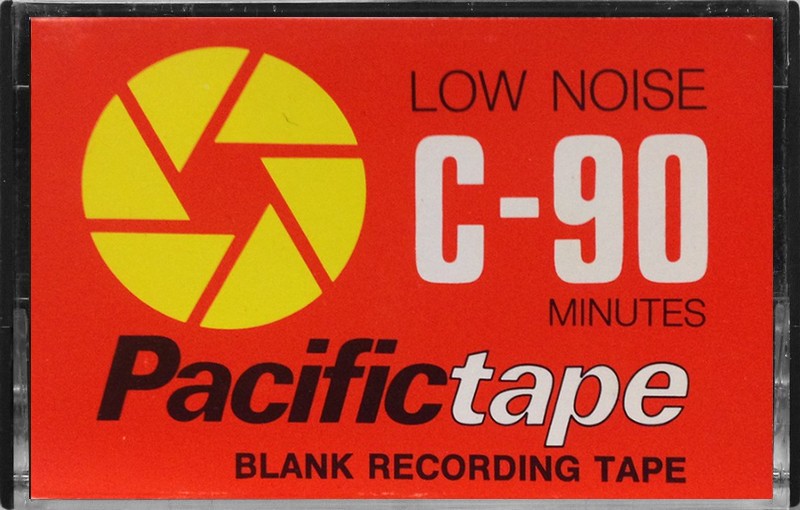 LOW NOISE
C-90
MINUTES
Pacifictape
BLANK RECORDING TAPE